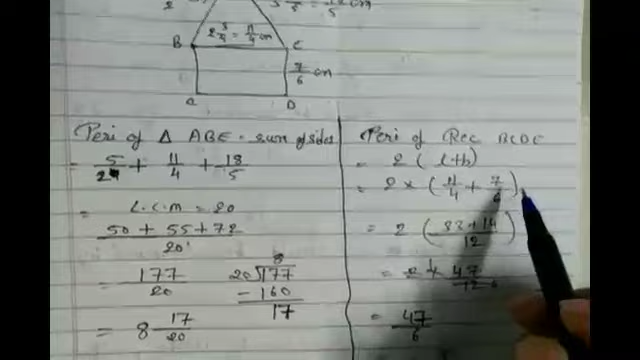 2 3/4 = 11/4 cm
B C
7/6 cm
D
Peri of Δ ABE = sum of sides
= 5/2 + 11/4 + 18/5
= L.C.M = 20
50 + 55 + 72 / 20
= 177/20
20 ) 177
8
- 160
17
= 8 17/20
Peri of Rec BCDE
= 2 ( l+b )
= 2 × ( 11/4 + 7/6 )
= 2 ( 33+14 / 12 )
= 2 × 47/12
= 47/6